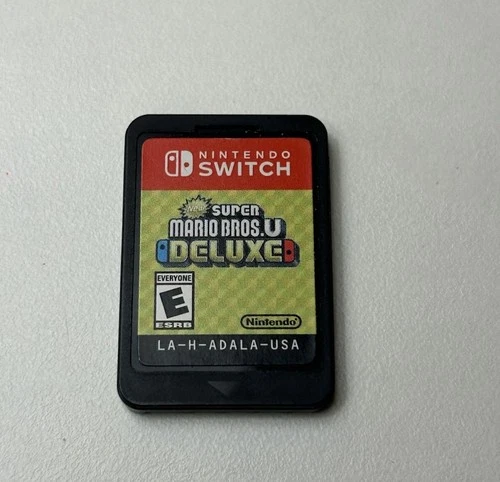 NINTENDO
SWITCH
New SUPER
MARIO BROS. U
DELUXE
EVERYONE
E
ESRB
Nintendo
LA-H-ADALA-USA